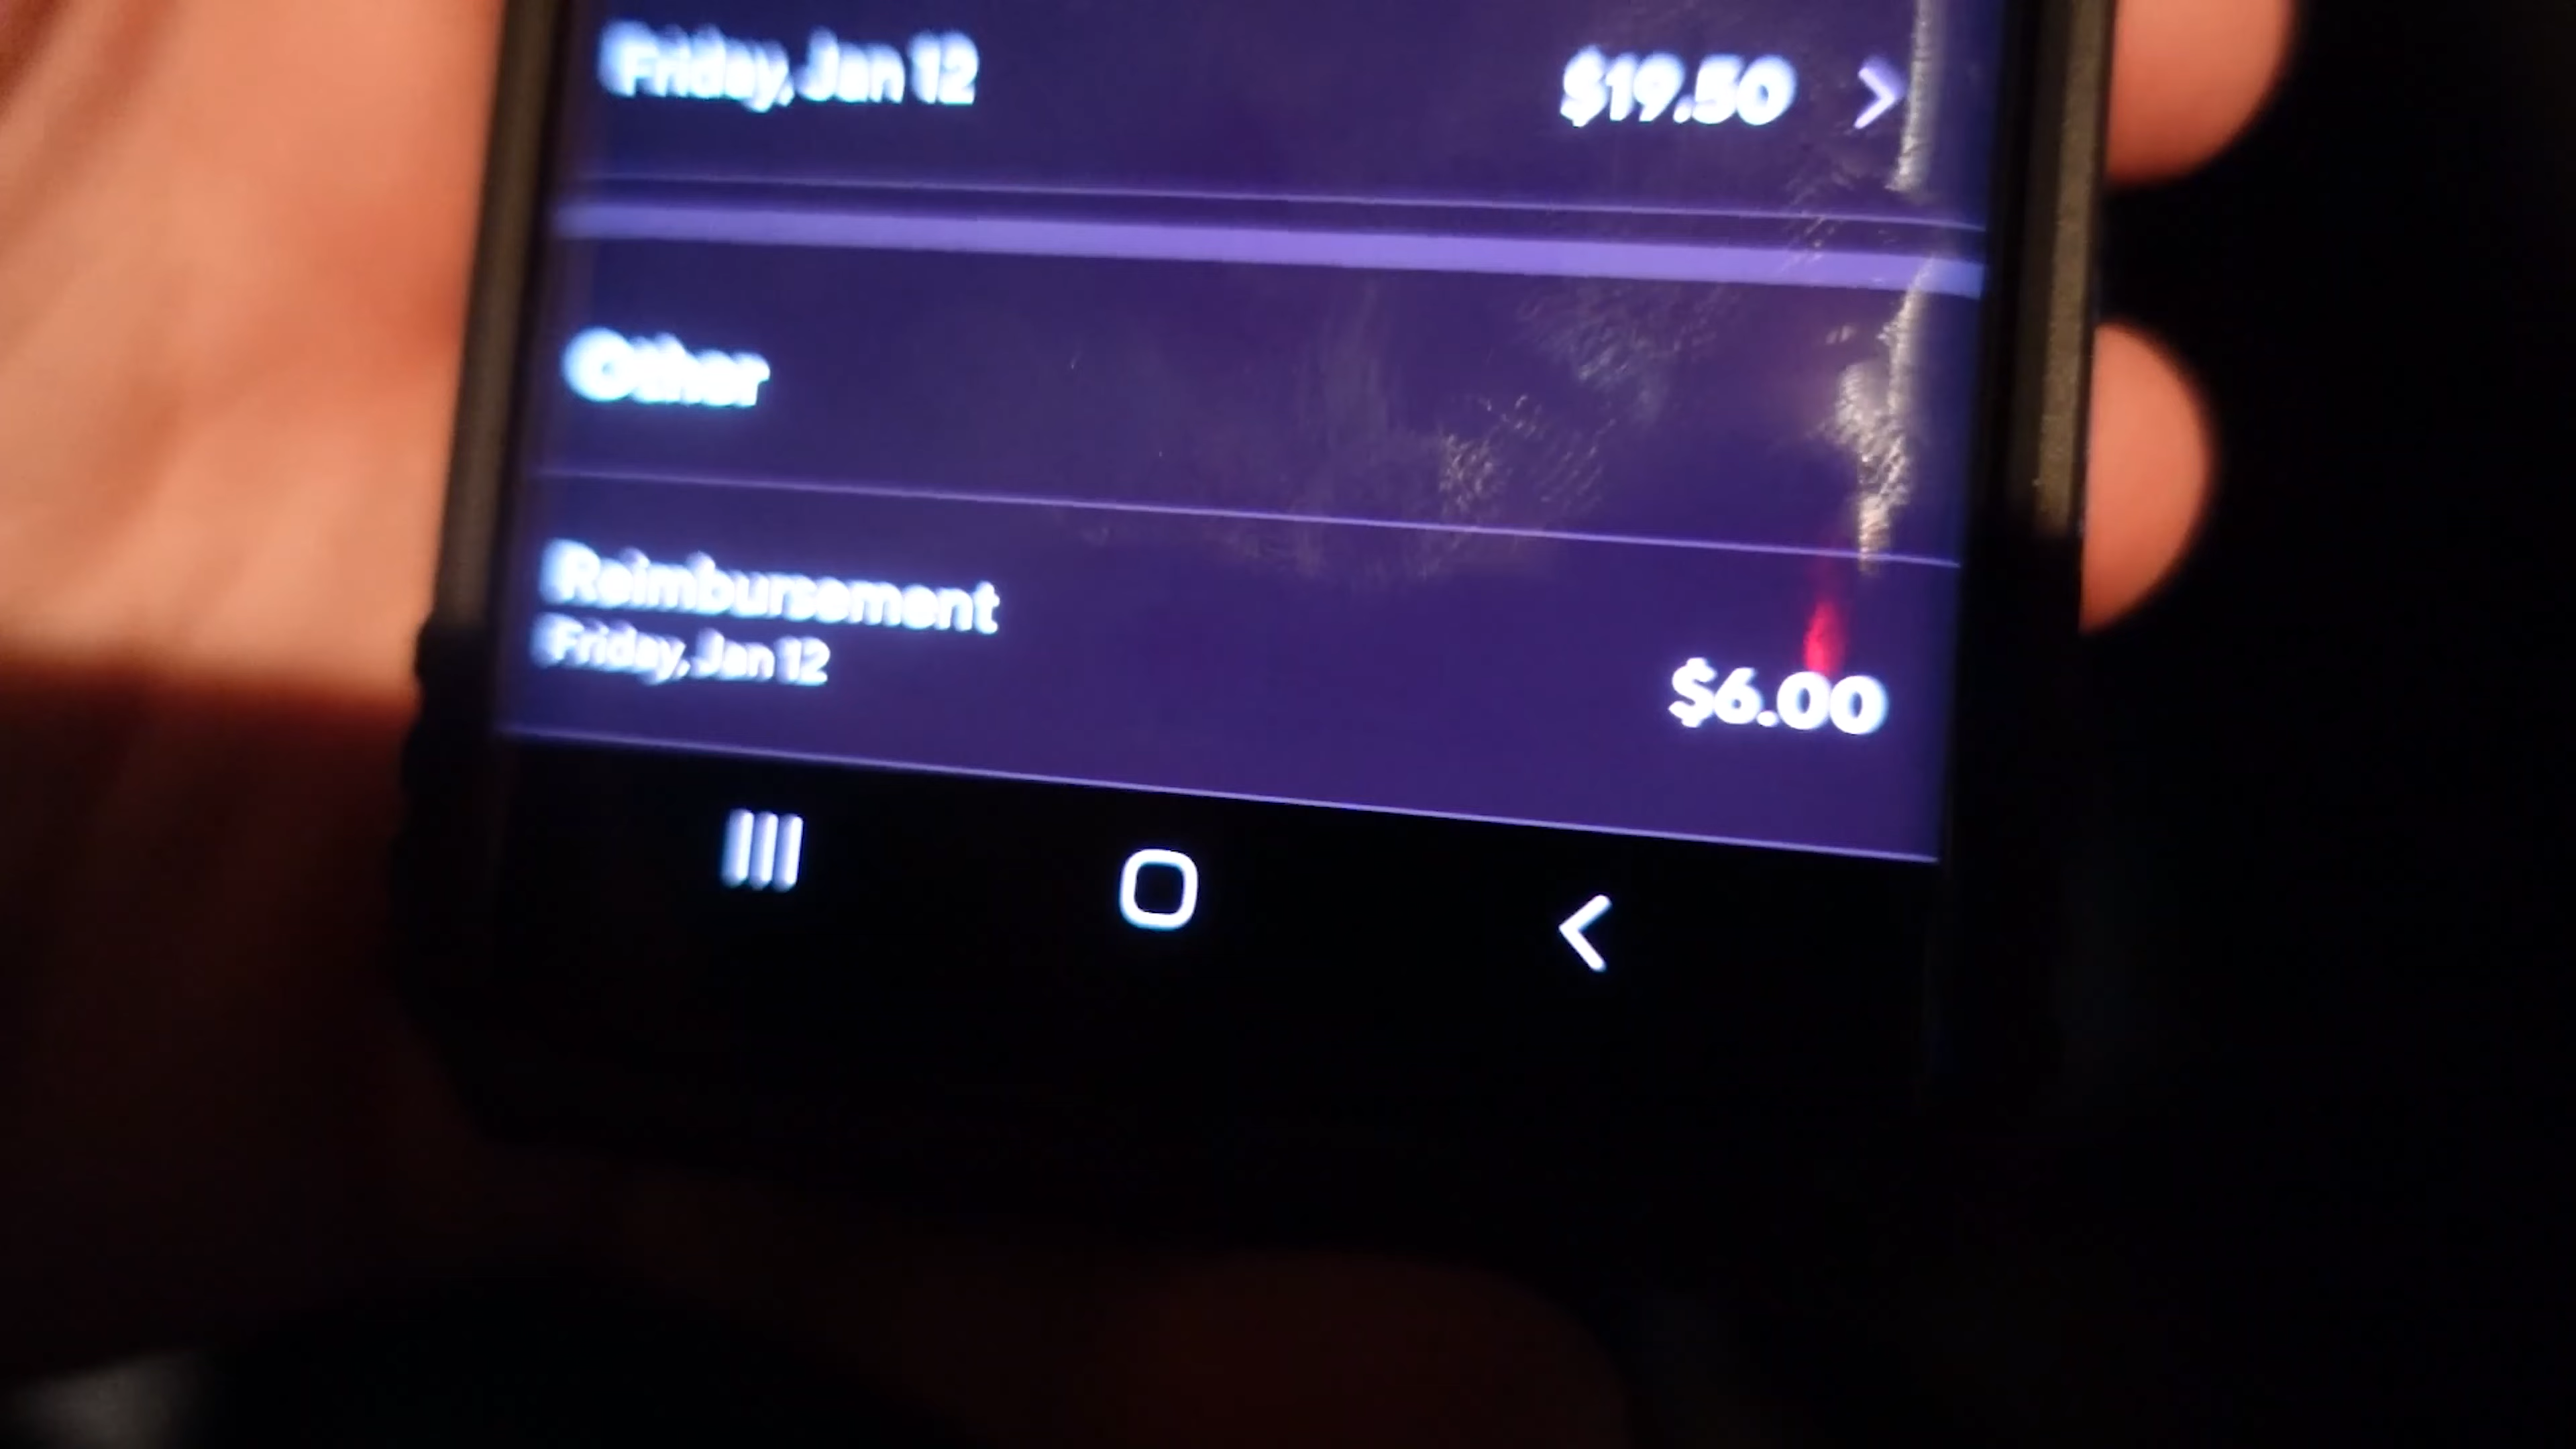 Friday, Jan 12 $19.50
Other
Reimbursement
Friday, Jan 12
$6.00